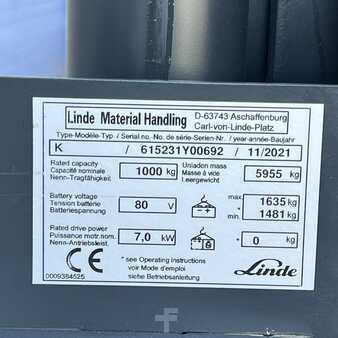 Linde Material Handling D-63743 Aschaffenburg
Carl-von-Linde-Platz
Type-Modèle-Typ / Serial no.-No. de série-Serien-Nr. / year-année-Baujahr
K / 615231Y00692 / 11/2021
Rated capacity
Capacité nominale
Nenn-Tragfähigkeit
1000 kg
Unladen mass
Masse à vide
Leergewicht
5955 kg
Battery voltage
Tension batterie
Batteriespannung
80 V
max. 1635 kg
* min. 1481 kg
Rated drive power
Puissance motr.nom.
Nenn-Antriebsleist.
7,0 kW
* 0 kg
CE
0009384525
* see Operating instructions
voir Mode d'emploi
siehe Betriebsanleitung
Linde